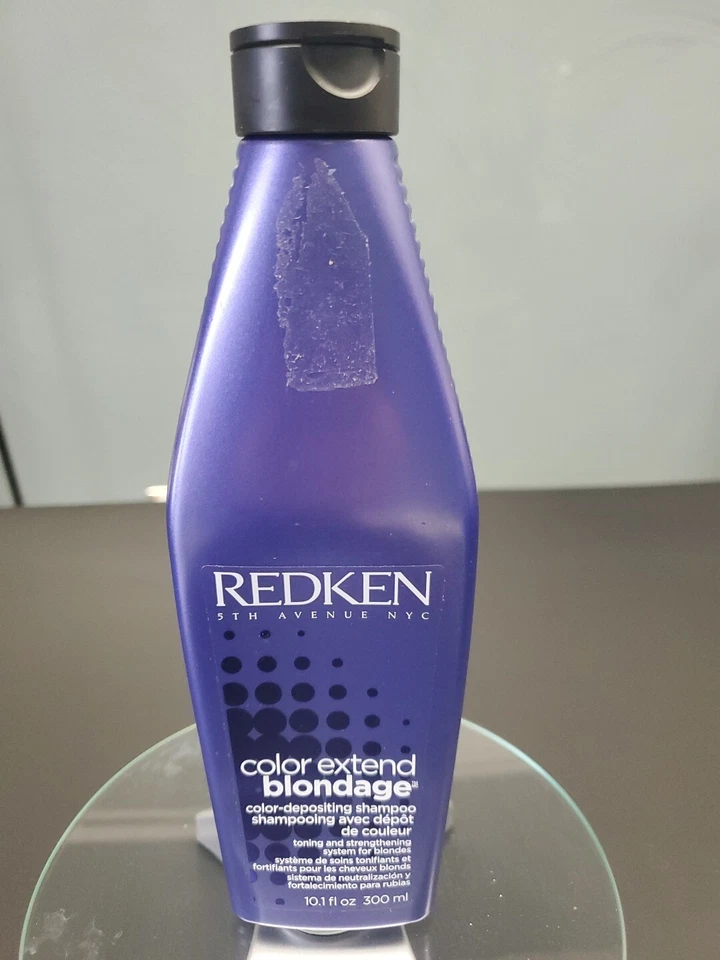 REDKEN
5TH AVENUE NYC
color extend
blondage™
color-depositing shampoo
shampooing avec dépôt
de couleur
toning and strengthening
system for blondes
système de soins tonifiants et
fortifiants pour les cheveux blonds
sistema de neutralización y
fortalecimiento para rubias
10.1 fl oz 300 ml